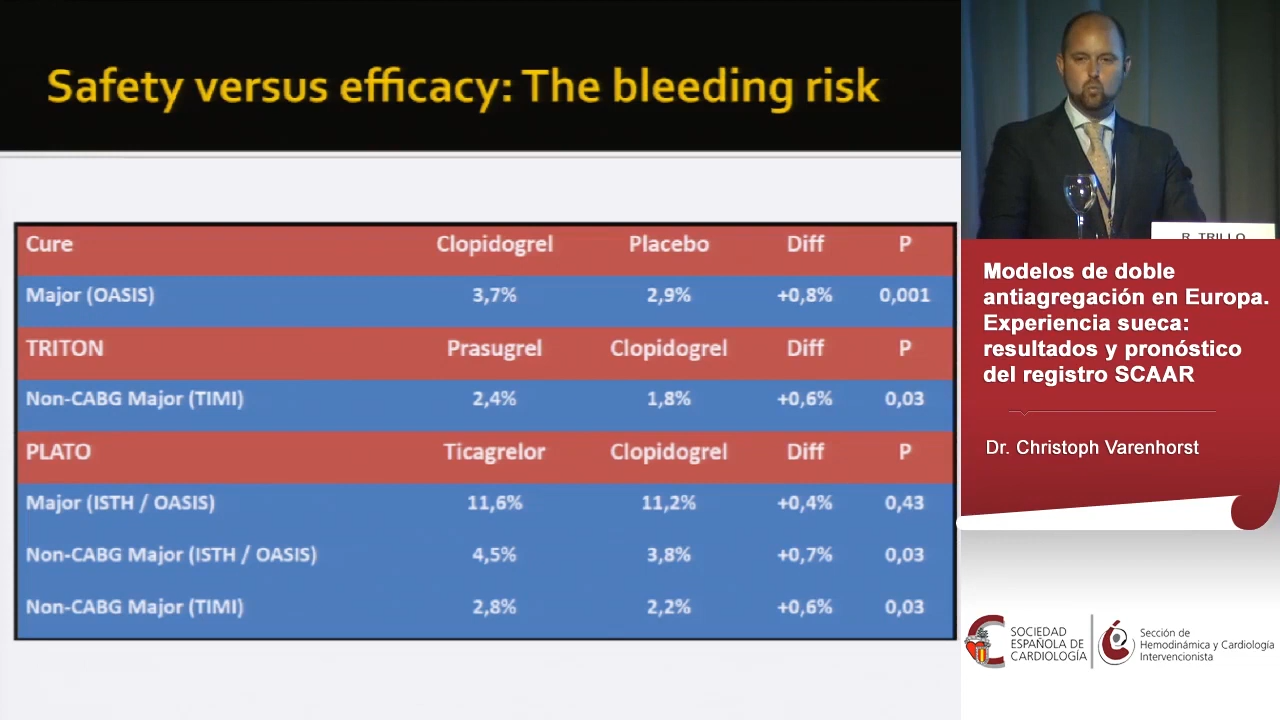 Safety versus efficacy: The bleeding risk
Cure Clopidogrel Placebo Diff P
Major (OASIS) 3,7% 2,9% +0,8% 0,001
TRITON Prasugrel Clopidogrel Diff P
Non-CABG Major (TIMI) 2,4% 1,8% +0,6% 0,03
PLATO Ticagrelor Clopidogrel Diff P
Major (ISTH / OASIS) 11,6% 11,2% +0,4% 0,43
Non-CABG Major (ISTH / OASIS) 4,5% 3,8% +0,7% 0,03
Non-CABG Major (TIMI) 2,8% 2,2% +0,6% 0,03
R. TRILLO
Modelos de doble
antiagregación en Europa.
Experiencia sueca:
resultados y pronóstico
del registro SCAAR
Dr. Christoph Varenhorst
SOCIEDAD
ESPAÑOLA DE
CARDIOLOGÍA
Sección de
Hemodinámica y Cardiología
Intervencionista